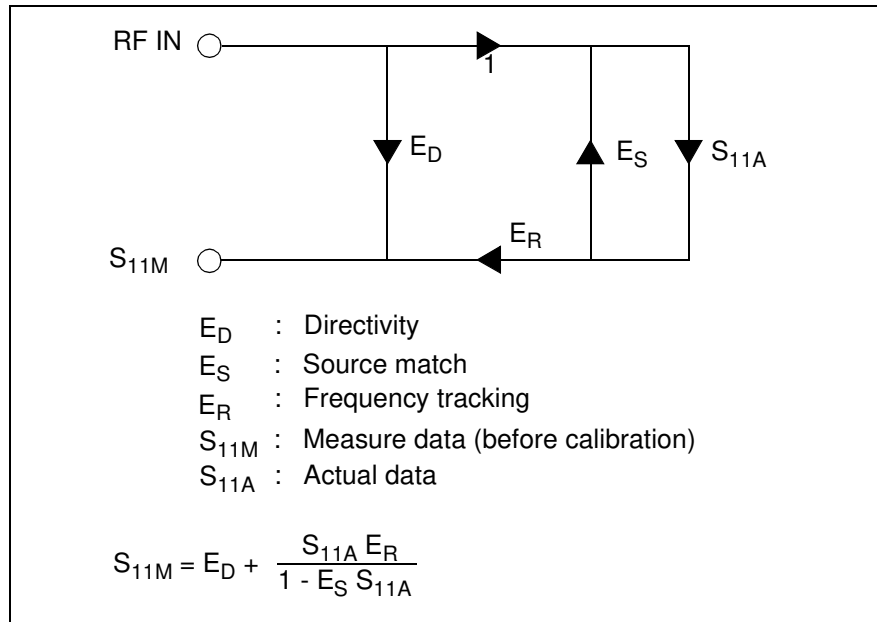 RF IN
1
E_D
E_S
S_11A
E_R
S_11M
E_D : Directivity
E_S : Source match
E_R : Frequency tracking
S_11M : Measure data (before calibration)
S_11A : Actual data
S_11M = E_D + S_11A E_R
1 - E_S S_11A